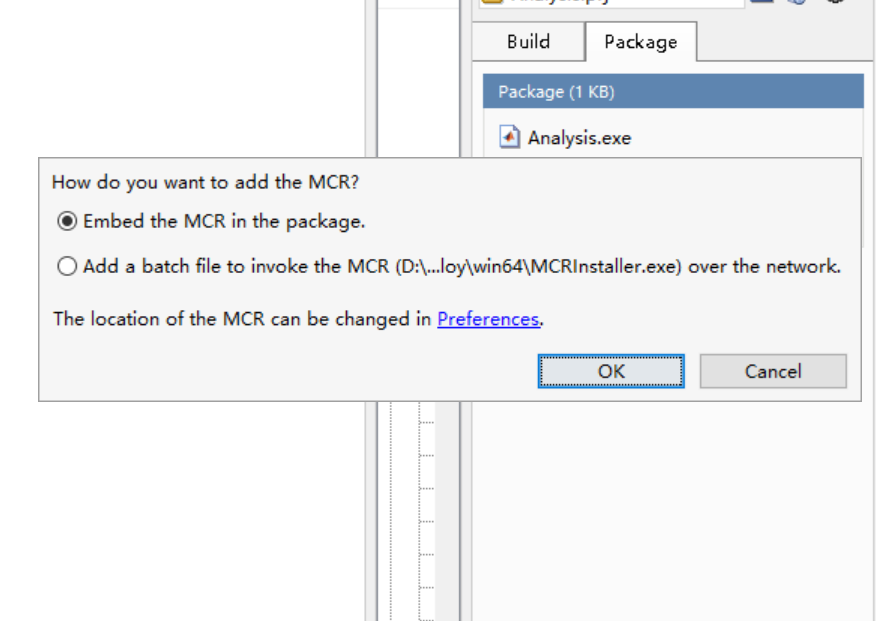 Build
Package
Package (1 KB)
Analysis.exe
How do you want to add the MCR?
Embed the MCR in the package.
Add a batch file to invoke the MCR (D:\...loy\win64\MCRInstaller.exe) over the network.
The location of the MCR can be changed in Preferences.
OK
Cancel